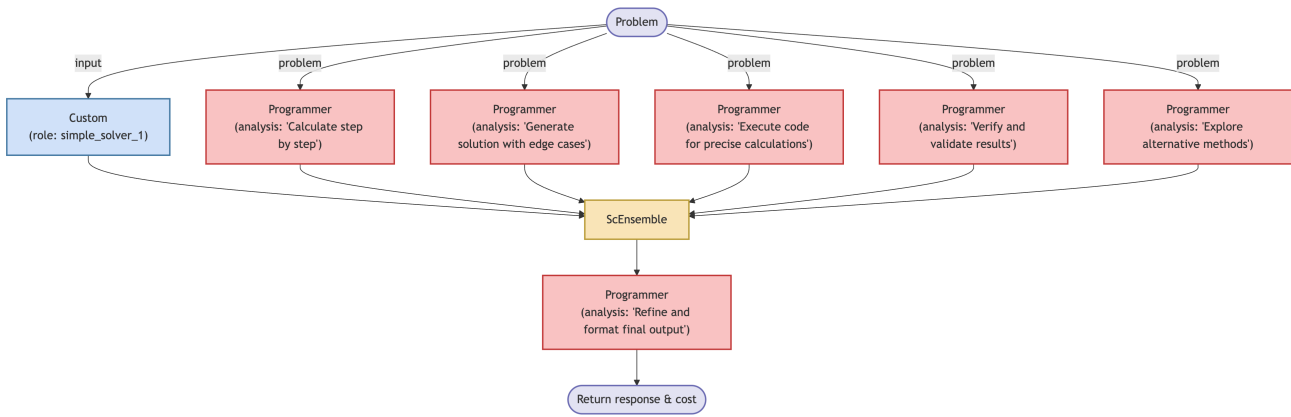 Problem
input
problem
problem
problem
problem
problem
Custom
(role: simple_solver_1)
Programmer
(analysis: 'Calculate step
by step')
Programmer
(analysis: 'Generate
solution with edge cases')
Programmer
(analysis: 'Execute code
for precise calculations')
Programmer
(analysis: 'Verify and
validate results')
Programmer
(analysis: 'Explore
alternative methods')
ScEnsemble
Programmer
(analysis: 'Refine and
format final output')
Return response & cost